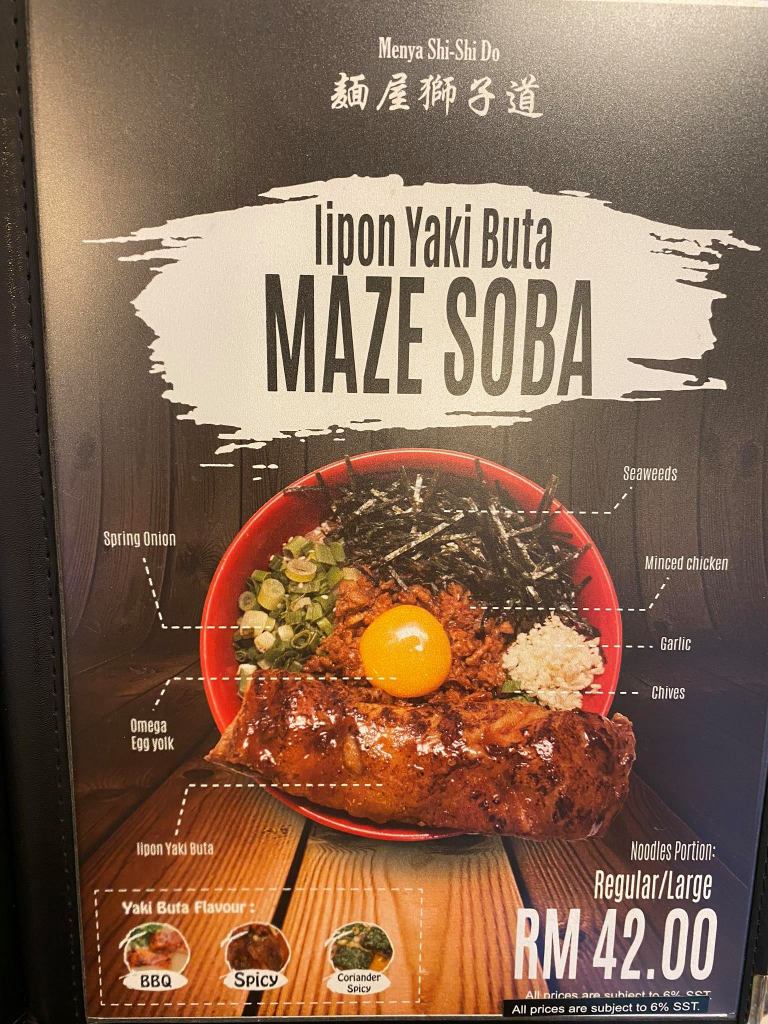 Menya Shi-Shi Do
麺屋獅子道
Iipon Yaki Buta
MAZE SOBA
Seaweeds
Spring Onion
Minced chicken
Garlic
Chives
Omega
Egg yolk
Iipon Yaki Buta
Noodles Portion:
Regular/Large
RM 42.00
Yaki Buta Flavour :
BBQ
Spicy
Coriander
Spicy
All prices are subject to 6% SST.
All prices are subject to 6% SST.